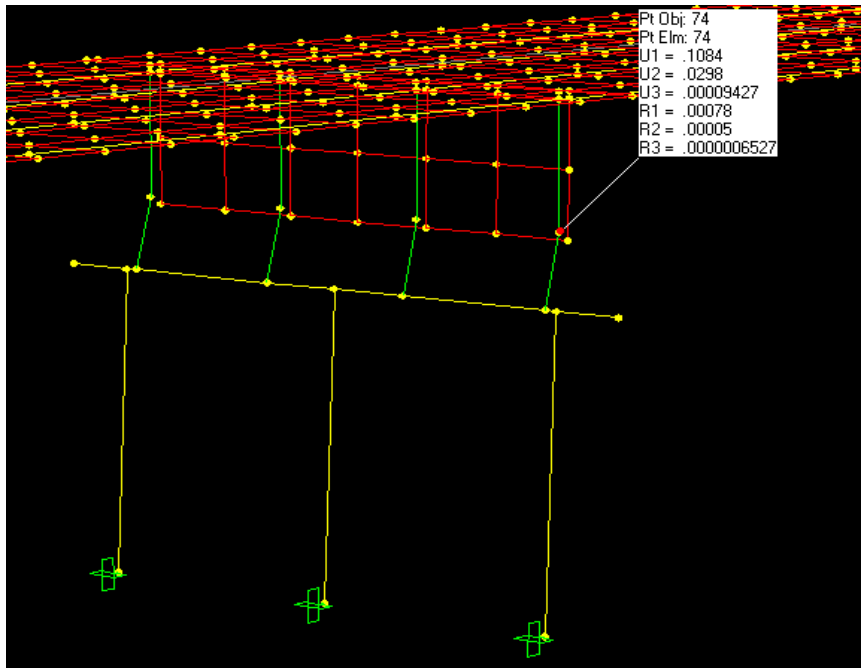 Pt Obj: 74
Pt Elm: 74
U1 = .1084
U2 = .0298
U3 = .00009427
R1 = .00078
R2 = .00005
R3 = .0000006527